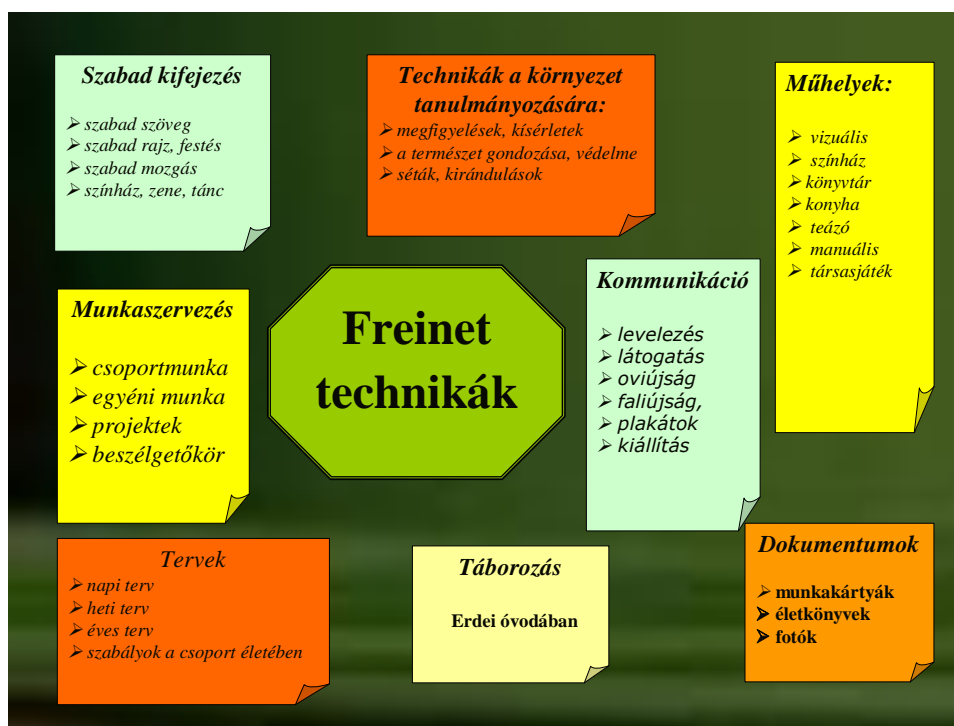 Szabad kifejezés
➢ szabad szöveg
➢ szabad rajz, festés
➢ szabad mozgás
➢ színház, zene, tánc
Technikák a környezet
tanulmányozására:
➢ megfigyelések, kísérletek
➢ a természet gondozása, védelme
➢ séták, kirándulások
Műhelyek:
➢ vizuális
➢ színház
➢ könyvtár
➢ konyha
➢ teázó
➢ manuális
➢ társasjáték
Munkaszervezés
➢ csoportmunka
➢ egyéni munka
➢ projektek
➢ beszélgetőkör
Freinet
technikák
Kommunikáció
➢ levelezés
➢ látogatás
➢ oviújság
➢ faliújság,
➢ plakátok
➢ kiállítás
Tervek
➢ napi terv
➢ heti terv
➢ éves terv
➢ szabályok a csoport életében
Táborozás
Erdei óvodában
Dokumentumok
➢ munkakártyák
➢ életkönyvek
➢ fotók